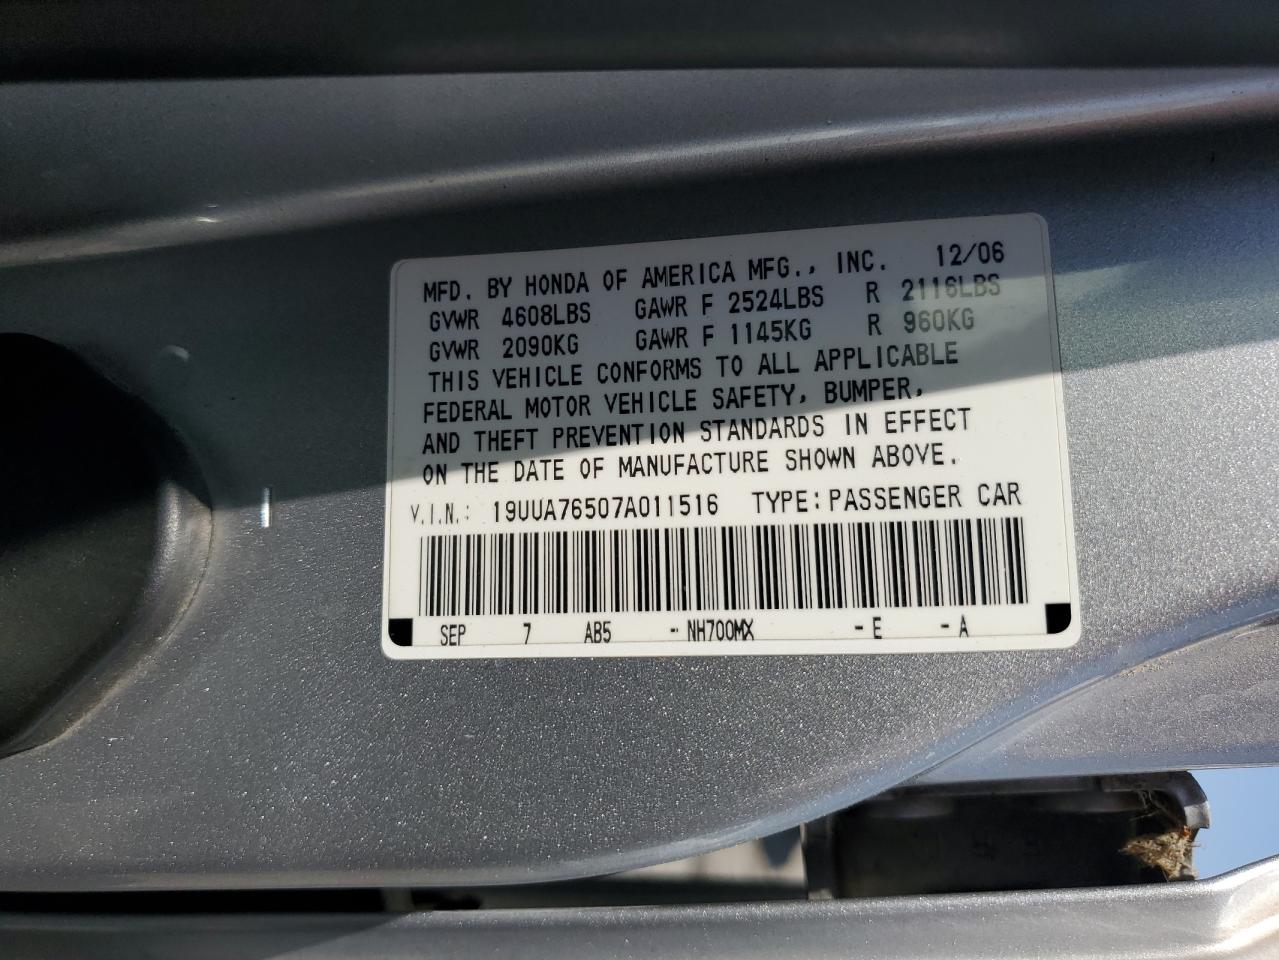 MFD. BY HONDA OF AMERICA MFG., INC. 12/06
GVWR 4608LBS GAWR F 2524LBS R 2116LBS
GVWR 2090KG GAWR F 1145KG R 960KG
THIS VEHICLE CONFORMS TO ALL APPLICABLE
FEDERAL MOTOR VEHICLE SAFETY, BUMPER,
AND THEFT PREVENTION STANDARDS IN EFFECT
ON THE DATE OF MANUFACTURE SHOWN ABOVE.
V.I.N.: 19UUA76507A011516 TYPE: PASSENGER CAR
SEP 7 AB5 - NH700MX - E - A